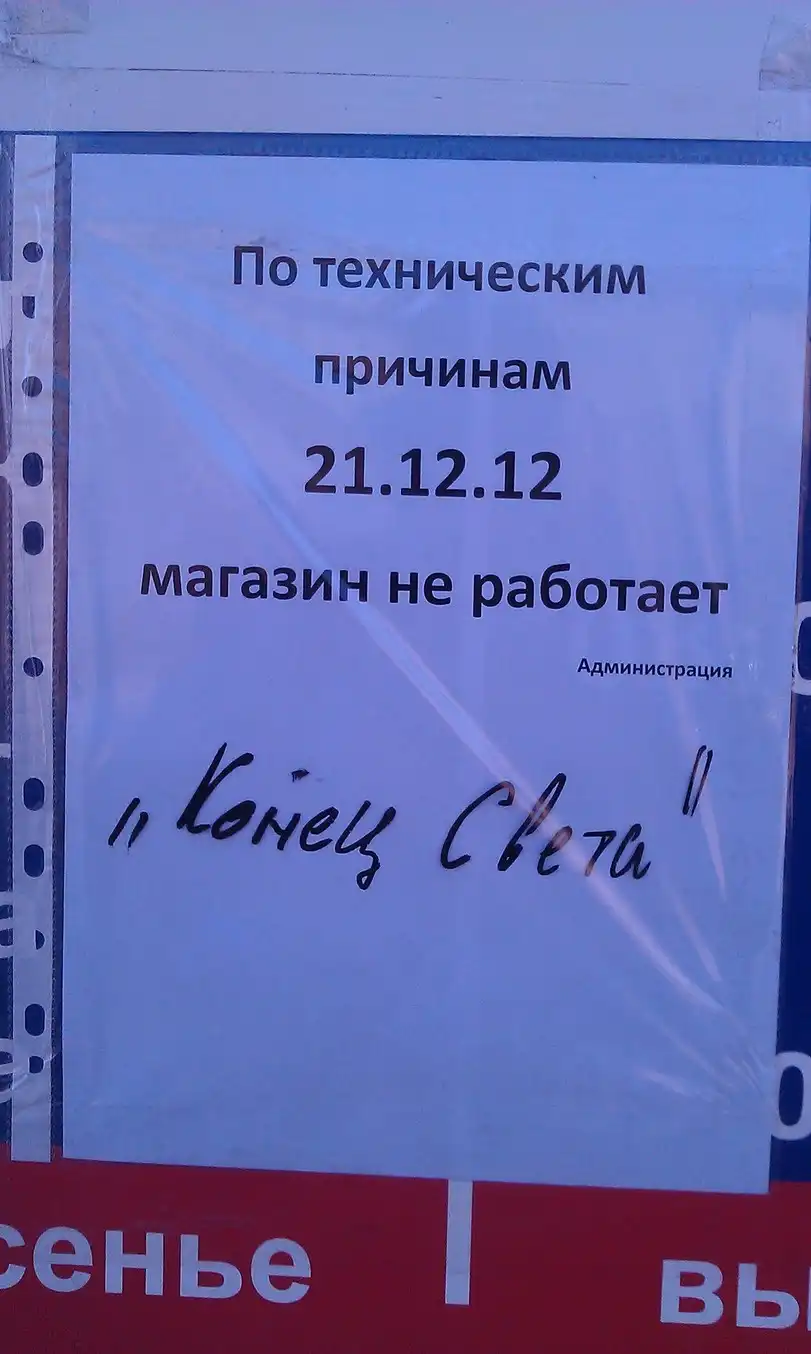 По техническим
причинам
21.12.12
магазин не работает
Администрация
„Конец Света"
сенье
вы